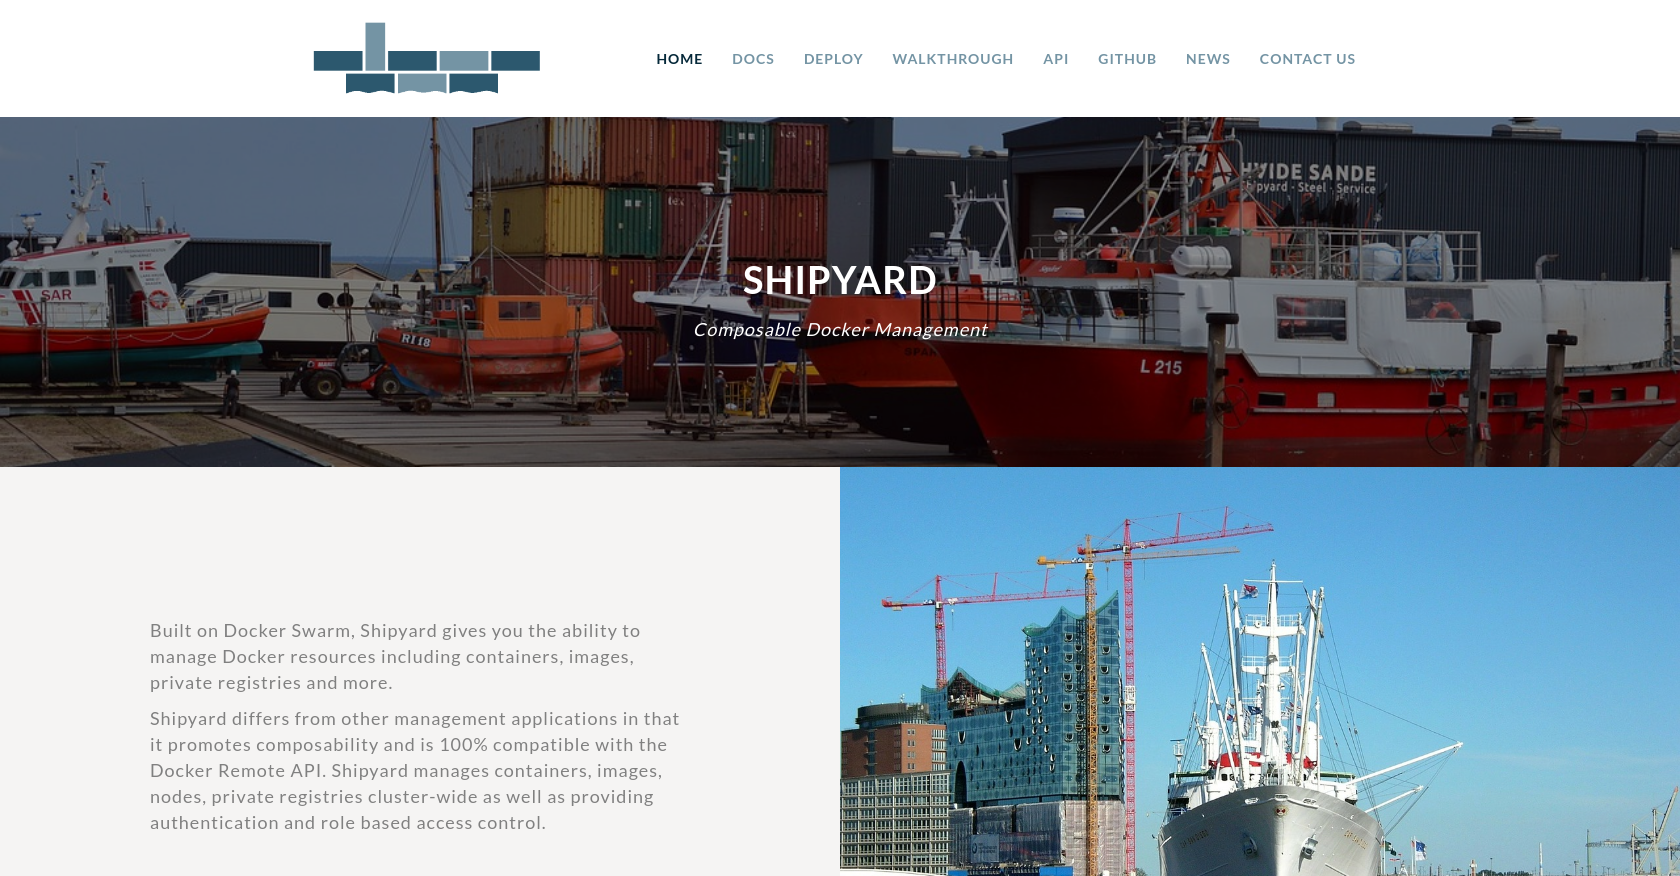 HOME DOCS DEPLOY WALKTHROUGH API GITHUB NEWS CONTACT US
VIDE SANDE
Shipyard - Steel - Service
tex
SHIPYARD
Composable Docker Management
SAR
RI 18
L 215
Built on Docker Swarm, Shipyard gives you the ability to
manage Docker resources including containers, images,
private registries and more.
Shipyard differs from other management applications in that
it promotes composability and is 100% compatible with the
Docker Remote API. Shipyard manages containers, images,
nodes, private registries cluster-wide as well as providing
authentication and role based access control.